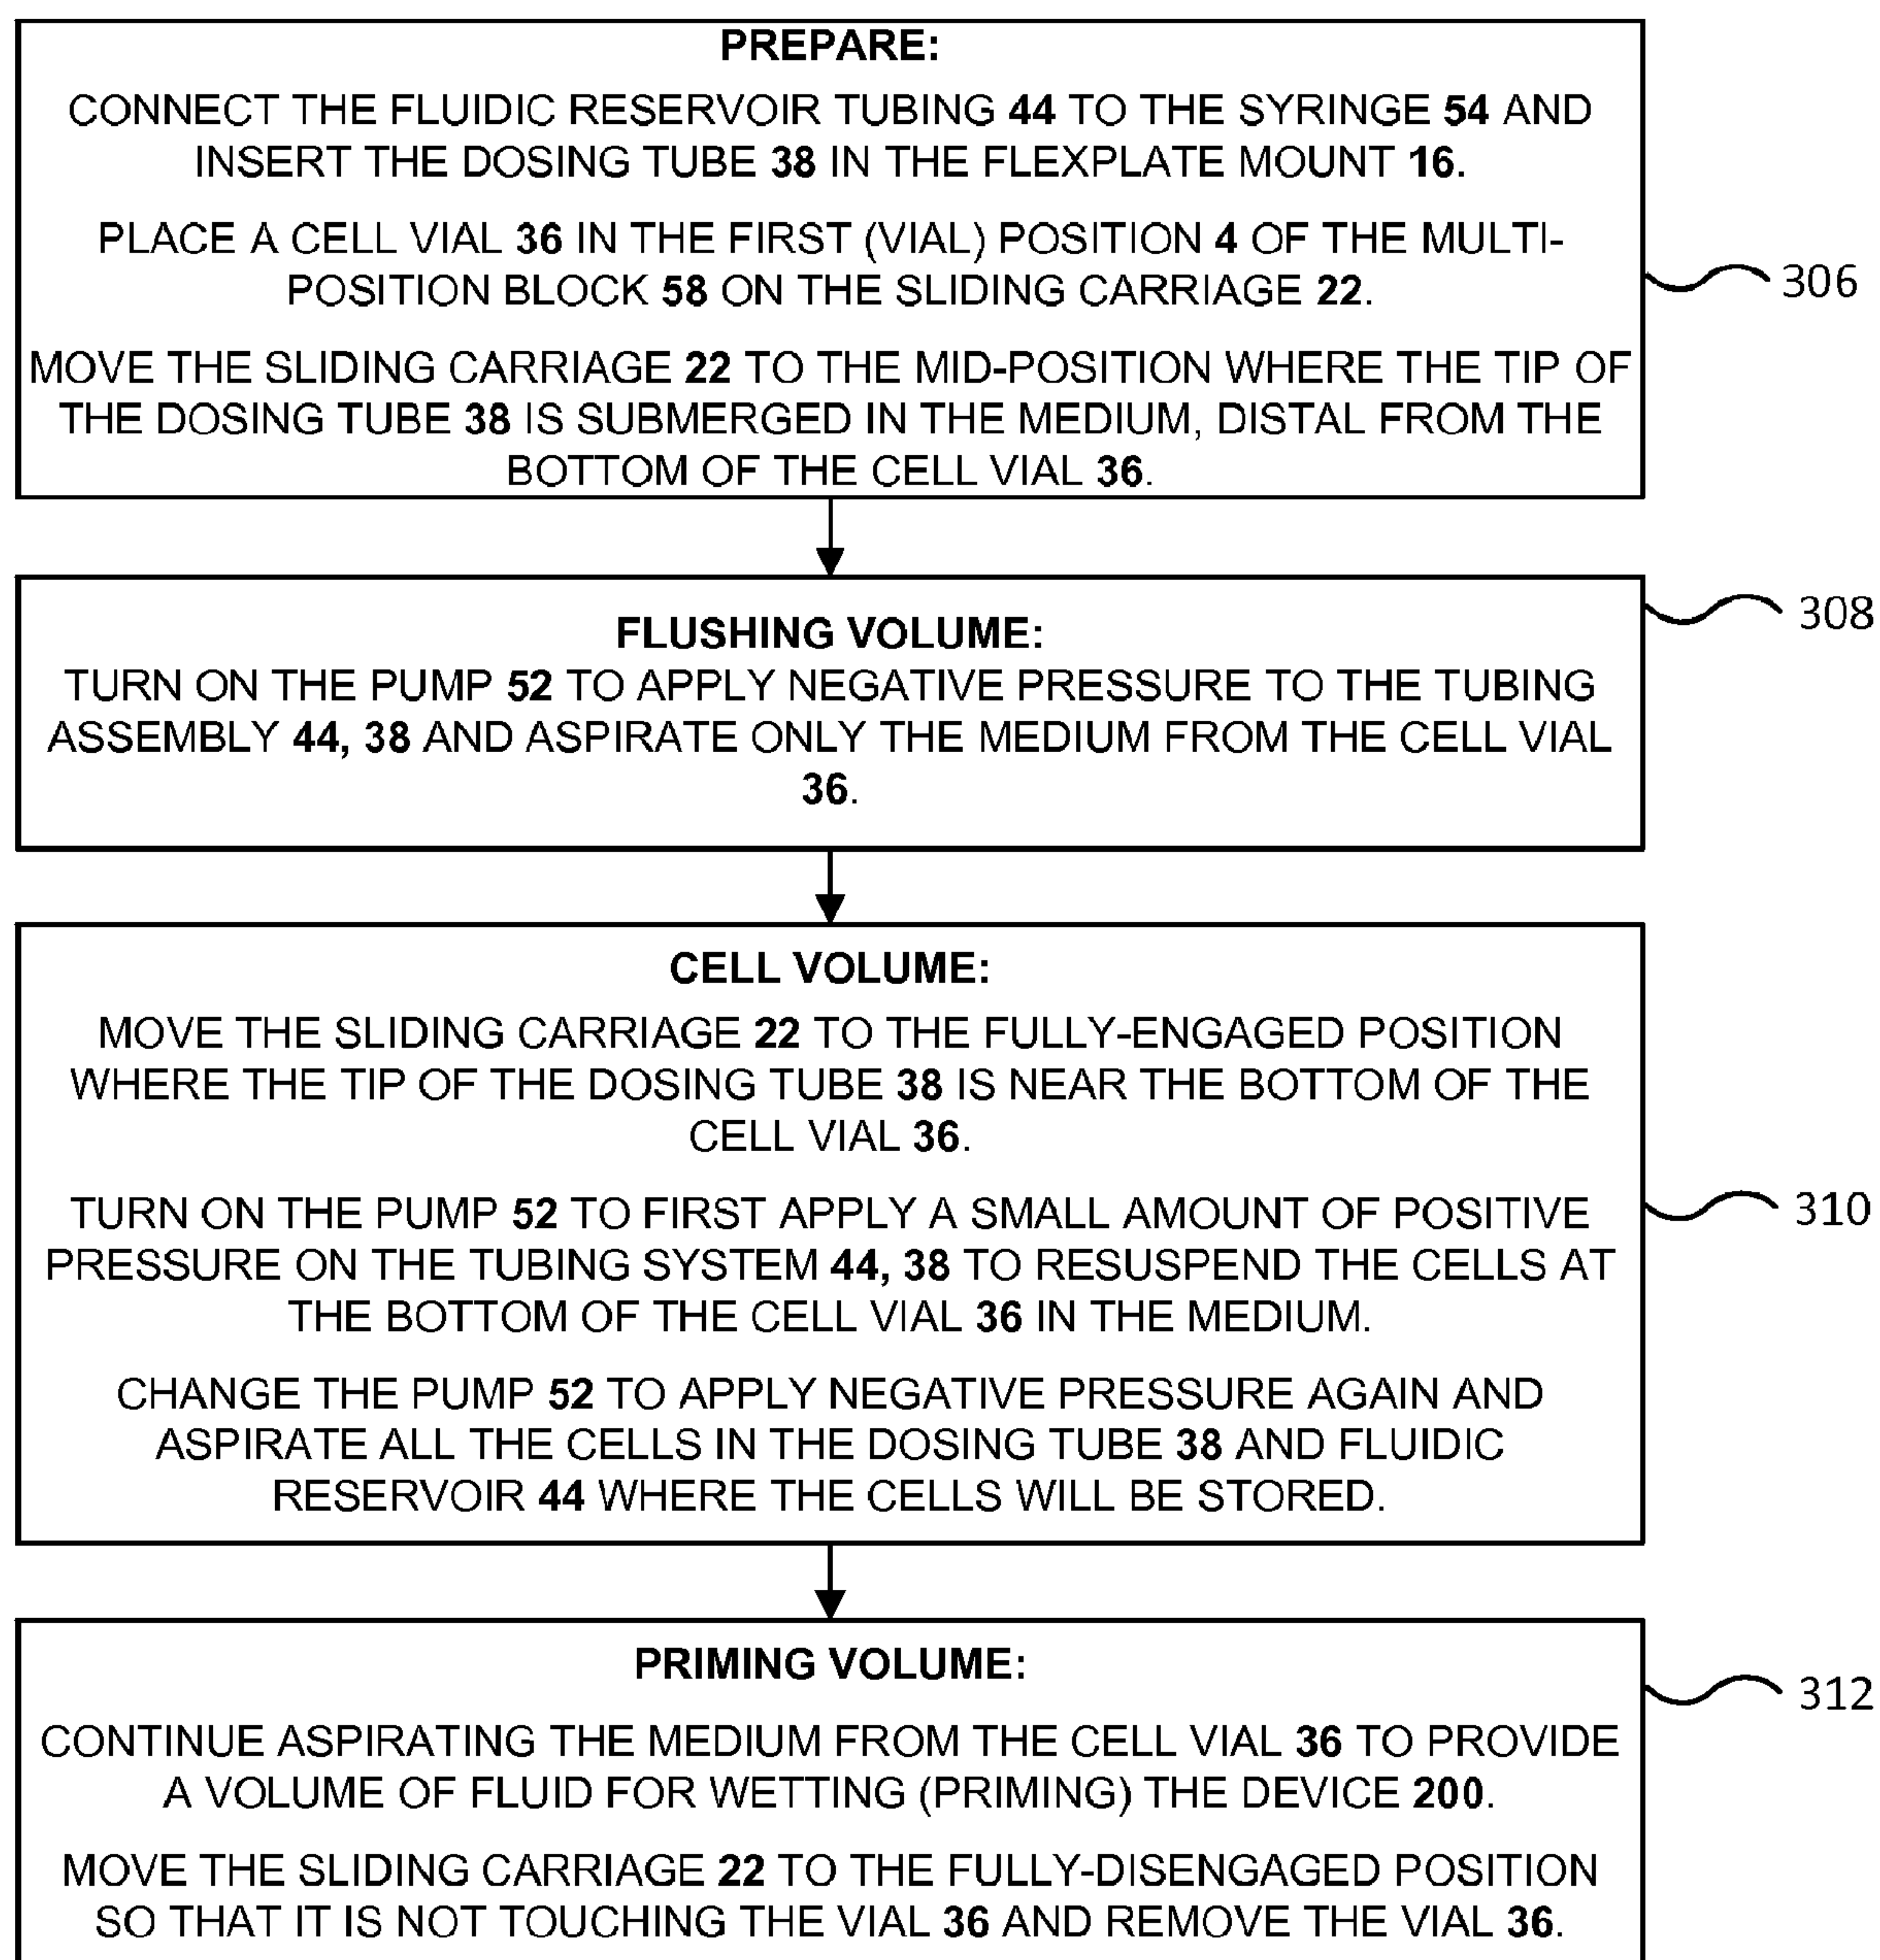 PREPARE:
CONNECT THE FLUIDIC RESERVOIR TUBING 44 TO THE SYRINGE 54 AND
INSERT THE DOSING TUBE 38 IN THE FLEXPLATE MOUNT 16.
PLACE A CELL VIAL 36 IN THE FIRST (VIAL) POSITION 4 OF THE MULTI-
POSITION BLOCK 58 ON THE SLIDING CARRIAGE 22.
MOVE THE SLIDING CARRIAGE 22 TO THE MID-POSITION WHERE THE TIP OF
THE DOSING TUBE 38 IS SUBMERGED IN THE MEDIUM, DISTAL FROM THE
BOTTOM OF THE CELL VIAL 36.
306
FLUSHING VOLUME:
TURN ON THE PUMP 52 TO APPLY NEGATIVE PRESSURE TO THE TUBING
ASSEMBLY 44, 38 AND ASPIRATE ONLY THE MEDIUM FROM THE CELL VIAL
36.
308
CELL VOLUME:
MOVE THE SLIDING CARRIAGE 22 TO THE FULLY-ENGAGED POSITION
WHERE THE TIP OF THE DOSING TUBE 38 IS NEAR THE BOTTOM OF THE
CELL VIAL 36.
TURN ON THE PUMP 52 TO FIRST APPLY A SMALL AMOUNT OF POSITIVE
PRESSURE ON THE TUBING SYSTEM 44, 38 TO RESUSPEND THE CELLS AT
THE BOTTOM OF THE CELL VIAL 36 IN THE MEDIUM.
CHANGE THE PUMP 52 TO APPLY NEGATIVE PRESSURE AGAIN AND
ASPIRATE ALL THE CELLS IN THE DOSING TUBE 38 AND FLUIDIC
RESERVOIR 44 WHERE THE CELLS WILL BE STORED.
310
PRIMING VOLUME:
CONTINUE ASPIRATING THE MEDIUM FROM THE CELL VIAL 36 TO PROVIDE
A VOLUME OF FLUID FOR WETTING (PRIMING) THE DEVICE 200.
MOVE THE SLIDING CARRIAGE 22 TO THE FULLY-DISENGAGED POSITION
SO THAT IT IS NOT TOUCHING THE VIAL 36 AND REMOVE THE VIAL 36.
312